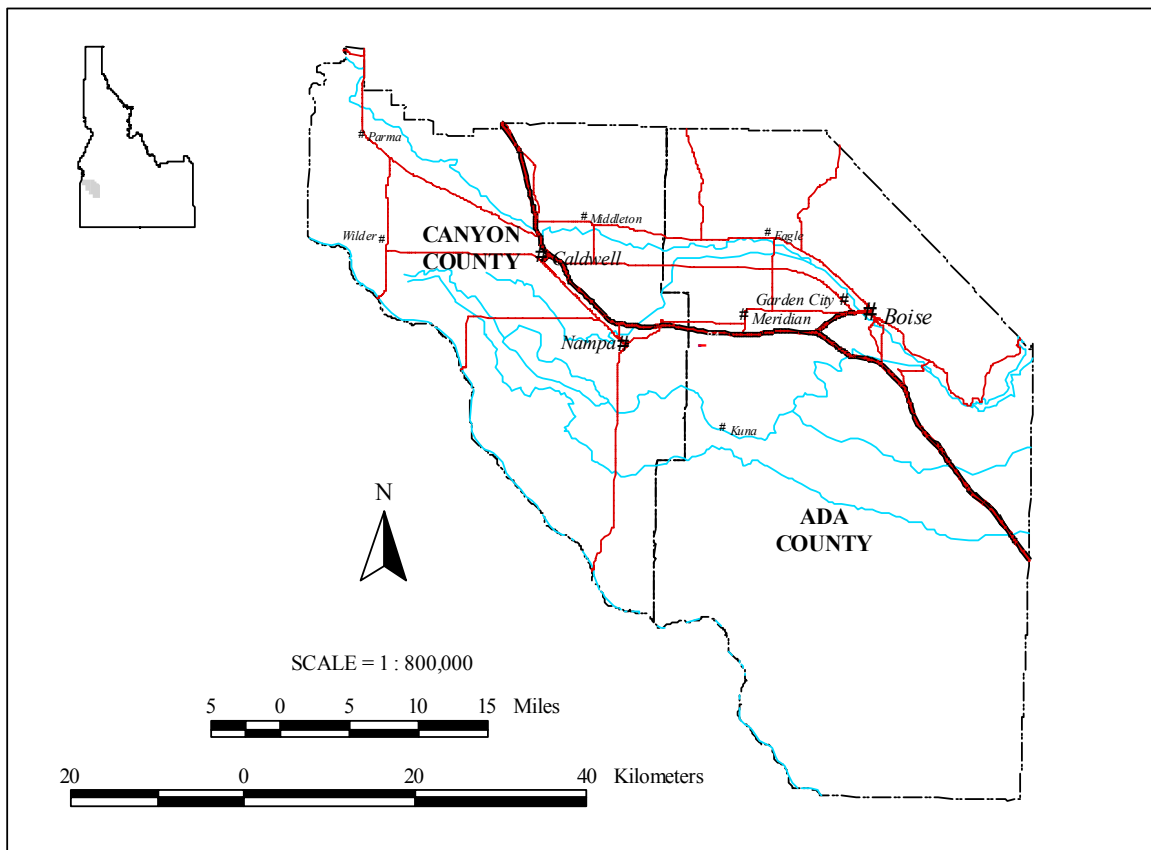 # Parma
# Middleton
Wilder #
CANYON
COUNTY
# Caldwell
# Eagle
Garden City #
# Boise
# Meridian
Nampa #
# Kuna
N
ADA
COUNTY
SCALE = 1 : 800,000
5 0 5 10 15 Miles
20 0 20 40 Kilometers